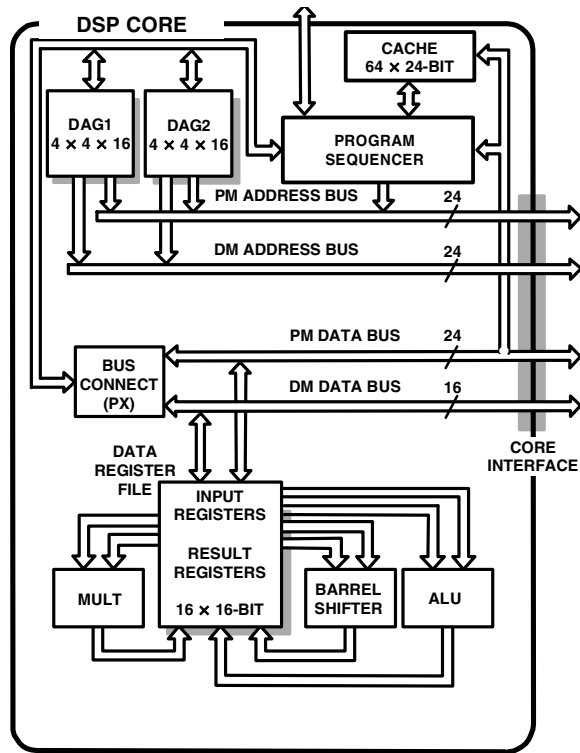 DSP CORE
CACHE
64 × 24-BIT
DAG1
4 × 4 × 16
DAG2
4 × 4 × 16
PROGRAM
SEQUENCER
PM ADDRESS BUS
24
DM ADDRESS BUS
24
PM DATA BUS
24
BUS
CONNECT
(PX)
DM DATA BUS
16
CORE
INTERFACE
DATA
REGISTER
FILE
INPUT
REGISTERS
RESULT
REGISTERS
16 × 16-BIT
MULT
BARREL
SHIFTER
ALU